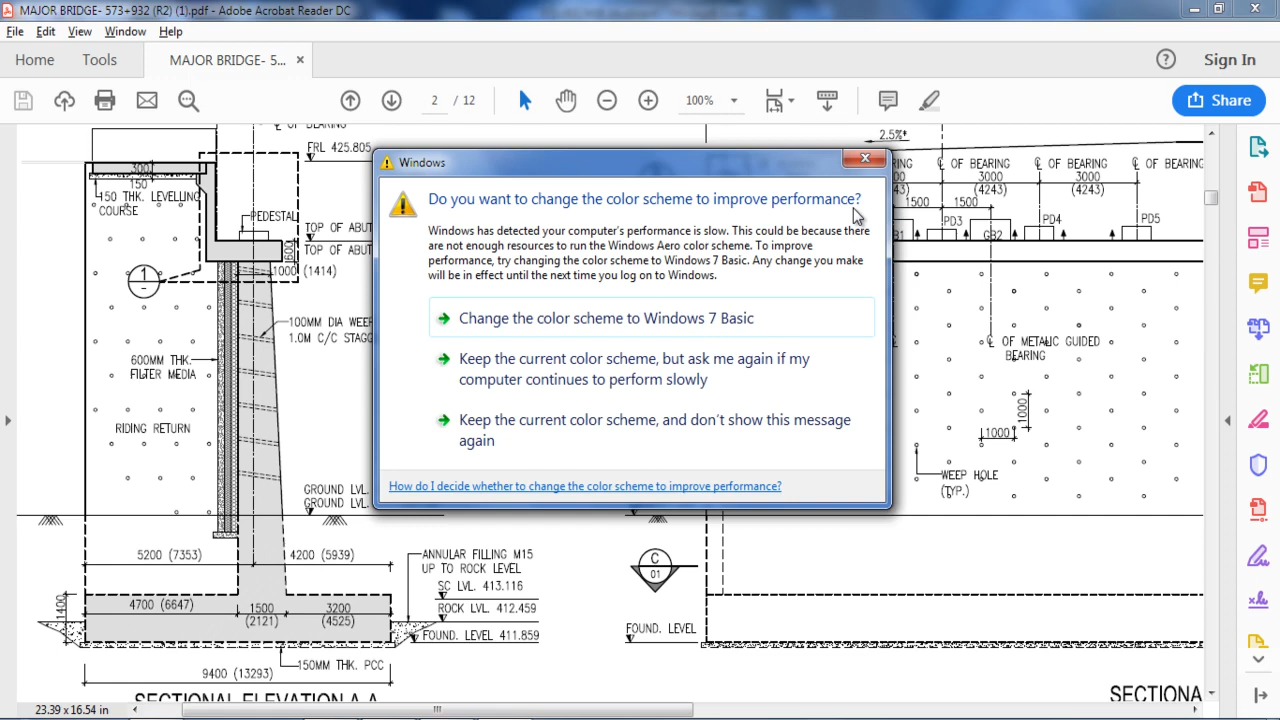 MAJOR BRIDGE- 573+932 (R2) (1).pdf - Adobe Acrobat Reader DC
File Edit View Window Help
Home Tools MAJOR BRIDGE- 5... × Sign In
2 / 12 100% Share
FRL 425.805
300
150
150 THK. LEVELLING
COURSE
PEDESTAL
TOP OF ABUT
TOP OF ABUT
600
1000 (1414)
1
-
100MM DIA WEEP
1.0M C/C STAGG
600MM THK.
FILTER MEDIA
RIDING RETURN
GROUND LVL.
GROUND LVL.
5200 (7353) 4200 (5939)
4700 (6647) 1500
(2121) 3200
(4525)
1400
9400 (13293)
150MM THK. PCC
ANNULAR FILLING M15
UP TO ROCK LEVEL
SC LVL. 413.116
ROCK LVL. 412.459
FOUND. LEVEL 411.859
SECTIONAL ELEVATION A-A
Windows
Do you want to change the color scheme to improve performance?
Windows has detected your computer's performance is slow. This could be because there
are not enough resources to run the Windows Aero color scheme. To improve
performance, try changing the color scheme to Windows 7 Basic. Any change you make
will be in effect until the next time you log on to Windows.
Change the color scheme to Windows 7 Basic
Keep the current color scheme, but ask me again if my
computer continues to perform slowly
Keep the current color scheme, and don't show this message
again
How do I decide whether to change the color scheme to improve performance?
2.5%
ARING ℄ OF BEARING ℄ OF BEARING ℄ OF BEARING
3000 3000
(4243) (4243)
1500 1500
PD3 PD4 PD5
GB2
℄ OF METALIC GUIDED
BEARING
1000
1000
WEEP HOLE
(TYP.)
C
01
FOUND. LEVEL
SECTIONA
23.39 x 16.54 in